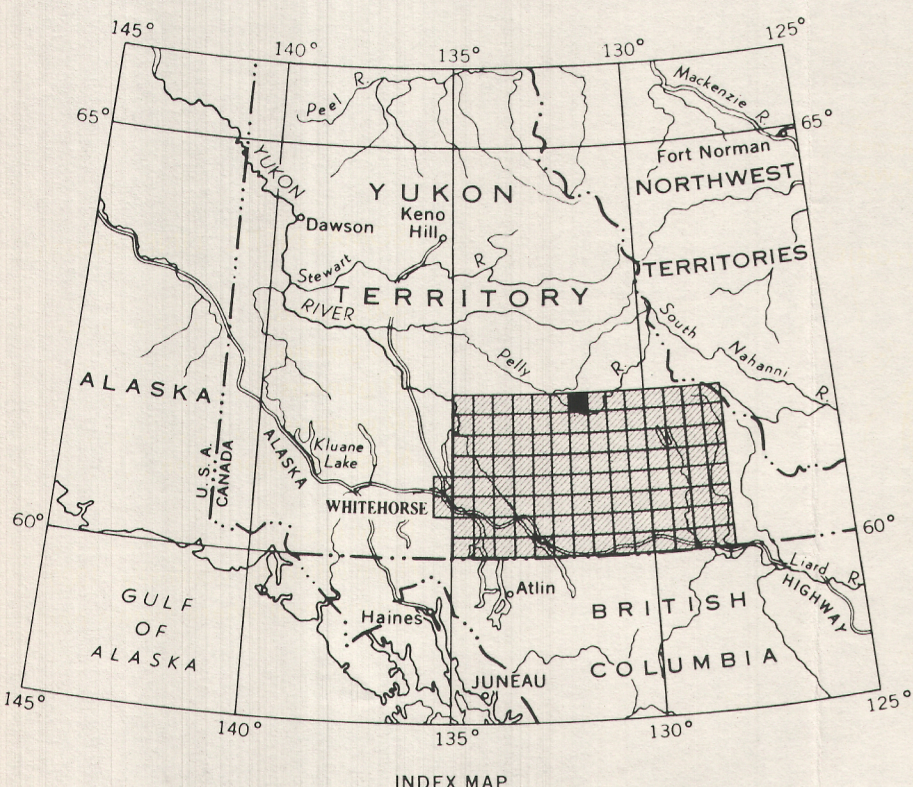 145°
140°
135°
130°
125°
Peel R.
Mackenzie R.
65°
65°
Fort Norman
YUKON
YUKON
NORTHWEST
Keno
Hill
Dawson
TERRITORIES
Stewart R.
TERRITORY
RIVER
South Nahanni R.
Pelly R.
ALASKA
Kluane
Lake
ALASKA
U.S.A.
CANADA
WHITEHORSE
60°
60°
Liard R.
HIGHWAY
Atlin
GULF
OF
ALASKA
Haines
BRITISH
COLUMBIA
JUNEAU
145°
140°
135°
130°
125°
INDEX MAP